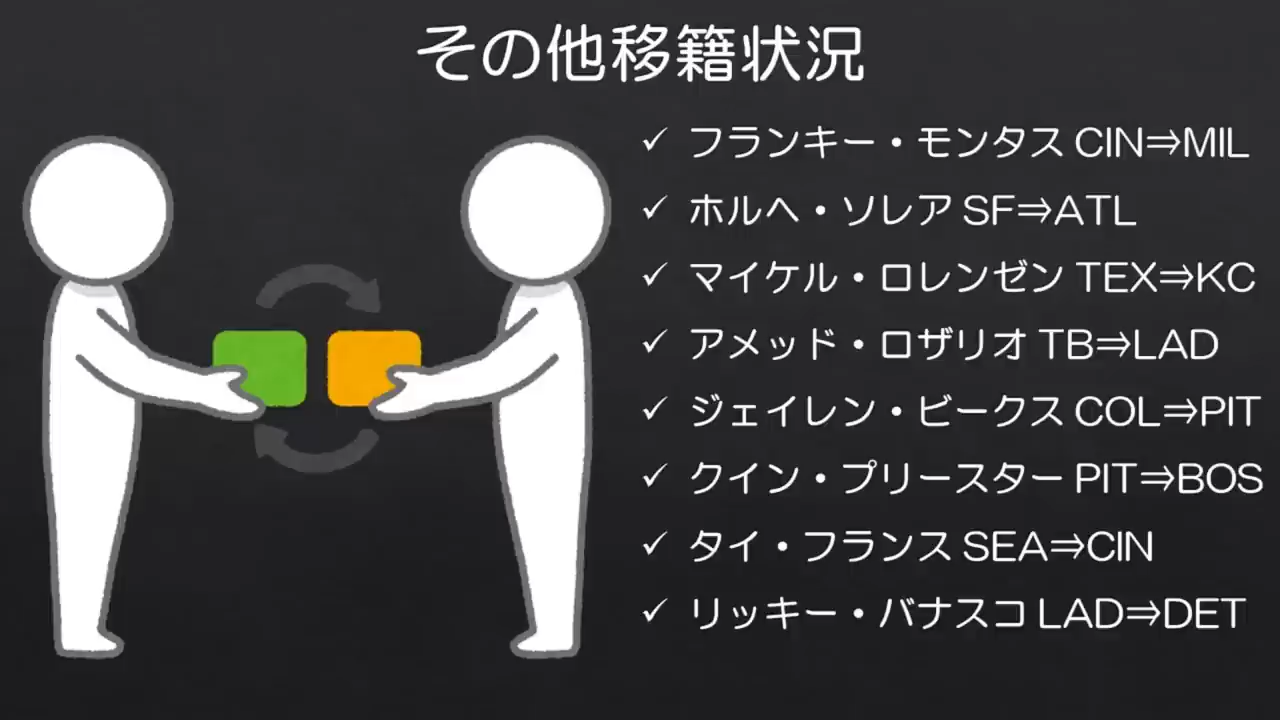 その他移籍状況
✓ フランキー・モンタス CIN⇒MIL
✓ ホルヘ・ソレア SF⇒ATL
✓ マイケル・ロレンゼン TEX⇒KC
✓ アメッド・ロザリオ TB⇒LAD
✓ ジェイレン・ビークス COL⇒PIT
✓ クイン・プリースター PIT⇒BOS
✓ タイ・フランス SEA⇒CIN
✓ リッキー・バナスコ LAD⇒DET